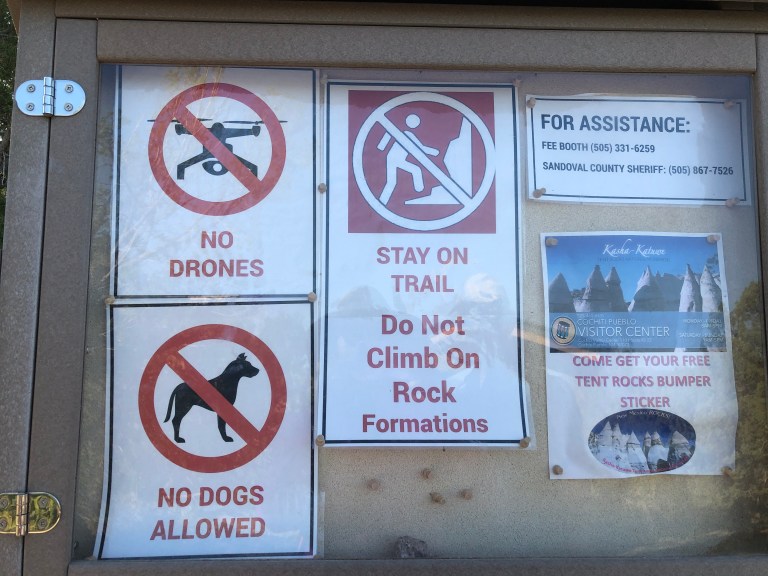 NO
DRONES
NO DOGS
ALLOWED
STAY ON
TRAIL
Do Not
Climb On
Rock
Formations
FOR ASSISTANCE:
FEE BOOTH (505) 331-6259
SANDOVAL COUNTY SHERIFF: (505) 867-7526
Kasha-Katuwe
COCHITI PUEBLO
VISITOR CENTER
COME GET YOUR FREE
TENT ROCKS BUMPER
STICKER